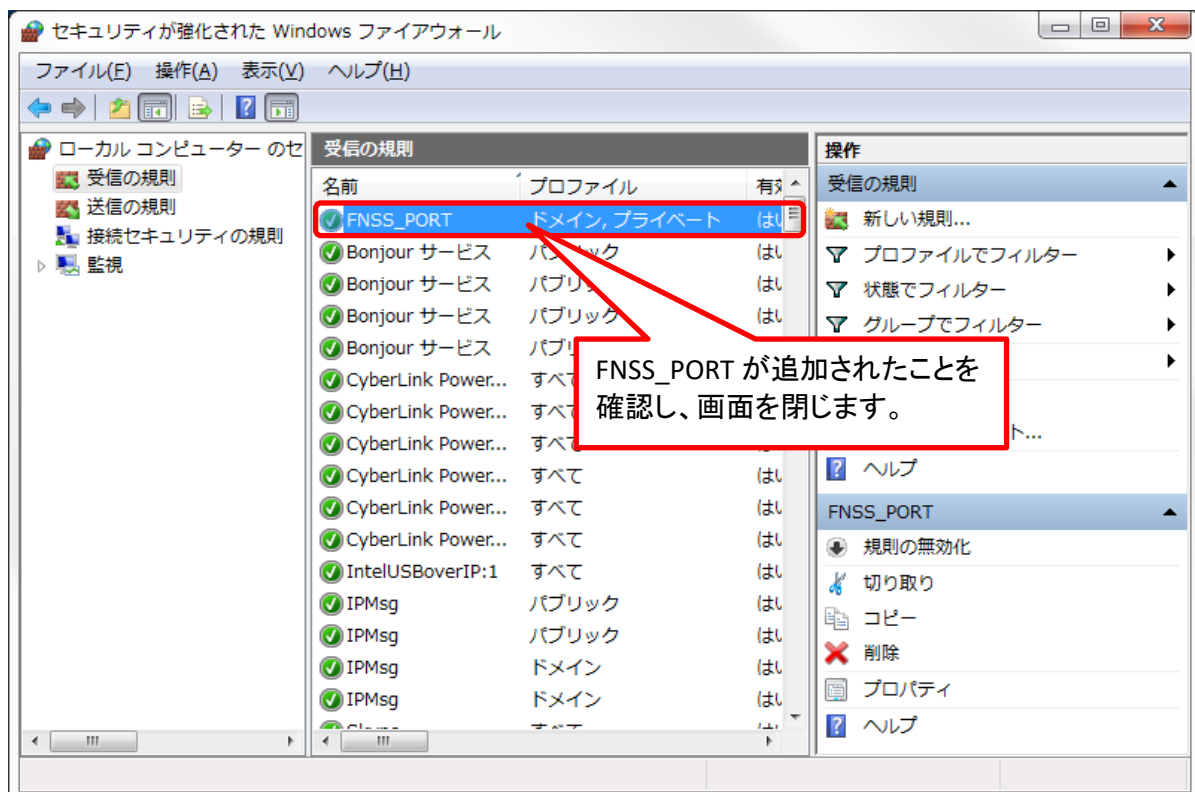 セキュリティが強化された Windows ファイアウォール
ファイル(F) 操作(A) 表示(V) ヘルプ(H)
ローカル コンピューター のセ
受信の規則
送信の規則
接続セキュリティの規則
監視
受信の規則
名前 プロファイル 有効
FNSS_PORT ドメイン, プライベート はい
Bonjour サービス パブリック はい
Bonjour サービス パブリック はい
Bonjour サービス パブリック はい
Bonjour サービス
CyberLink Power... すべて
CyberLink Power... すべて
CyberLink Power... すべて
CyberLink Power... すべて はい
CyberLink Power... すべて はい
CyberLink Power... すべて はい
IntelUSBoverIP:1 すべて はい
IPMsg パブリック はい
IPMsg パブリック はい
IPMsg ドメイン はい
IPMsg ドメイン はい
FNSS_PORT が追加されたことを
確認し、画面を閉じます。
操作
受信の規則
新しい規則...
プロファイルでフィルター
状態でフィルター
グループでフィルター
ト...
ヘルプ
FNSS_PORT
規則の無効化
切り取り
コピー
削除
プロパティ
ヘルプ